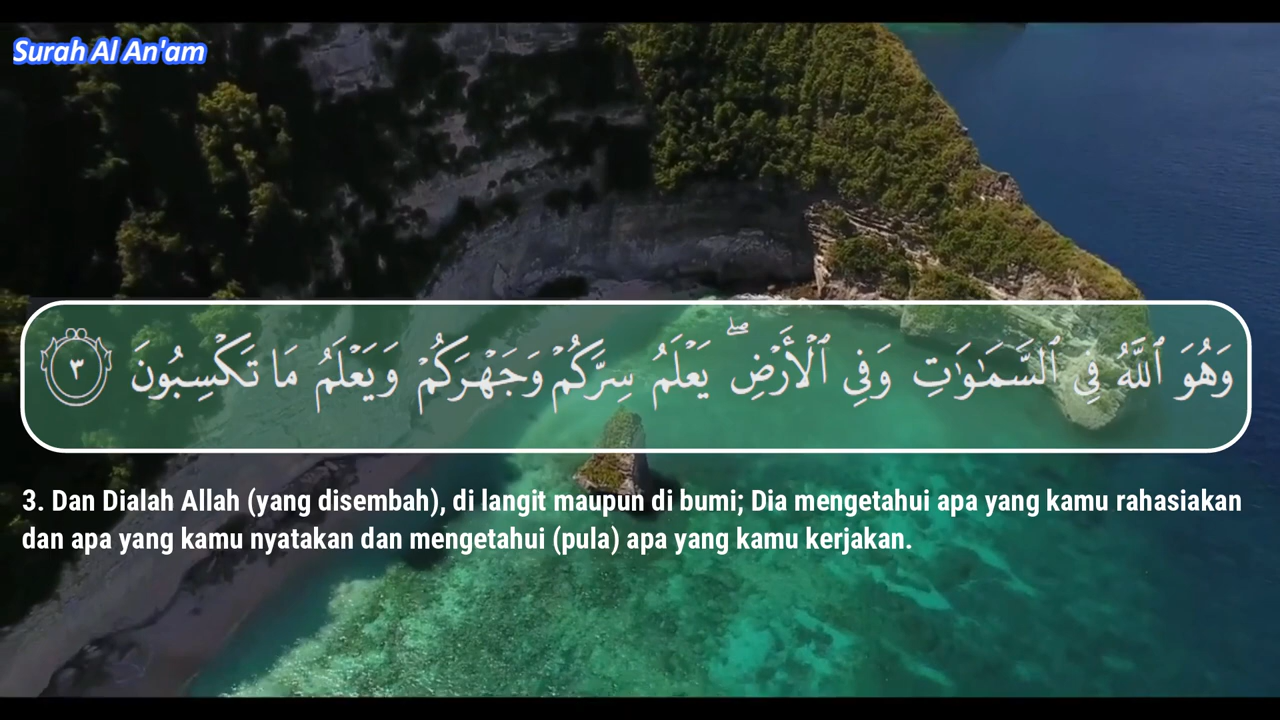 Surah Al An'am
وَهُوَ ٱللَّهُ فِى ٱلسَّمَـٰوَٰتِ وَفِى ٱلْأَرْضِ ۖ يَعْلَمُ سِرَّكُمْ وَجَهْرَكُمْ وَيَعْلَمُ مَا تَكْسِبُونَ ٣
3. Dan Dialah Allah (yang disembah), di langit maupun di bumi; Dia mengetahui apa yang kamu rahasiakan
dan apa yang kamu nyatakan dan mengetahui (pula) apa yang kamu kerjakan.